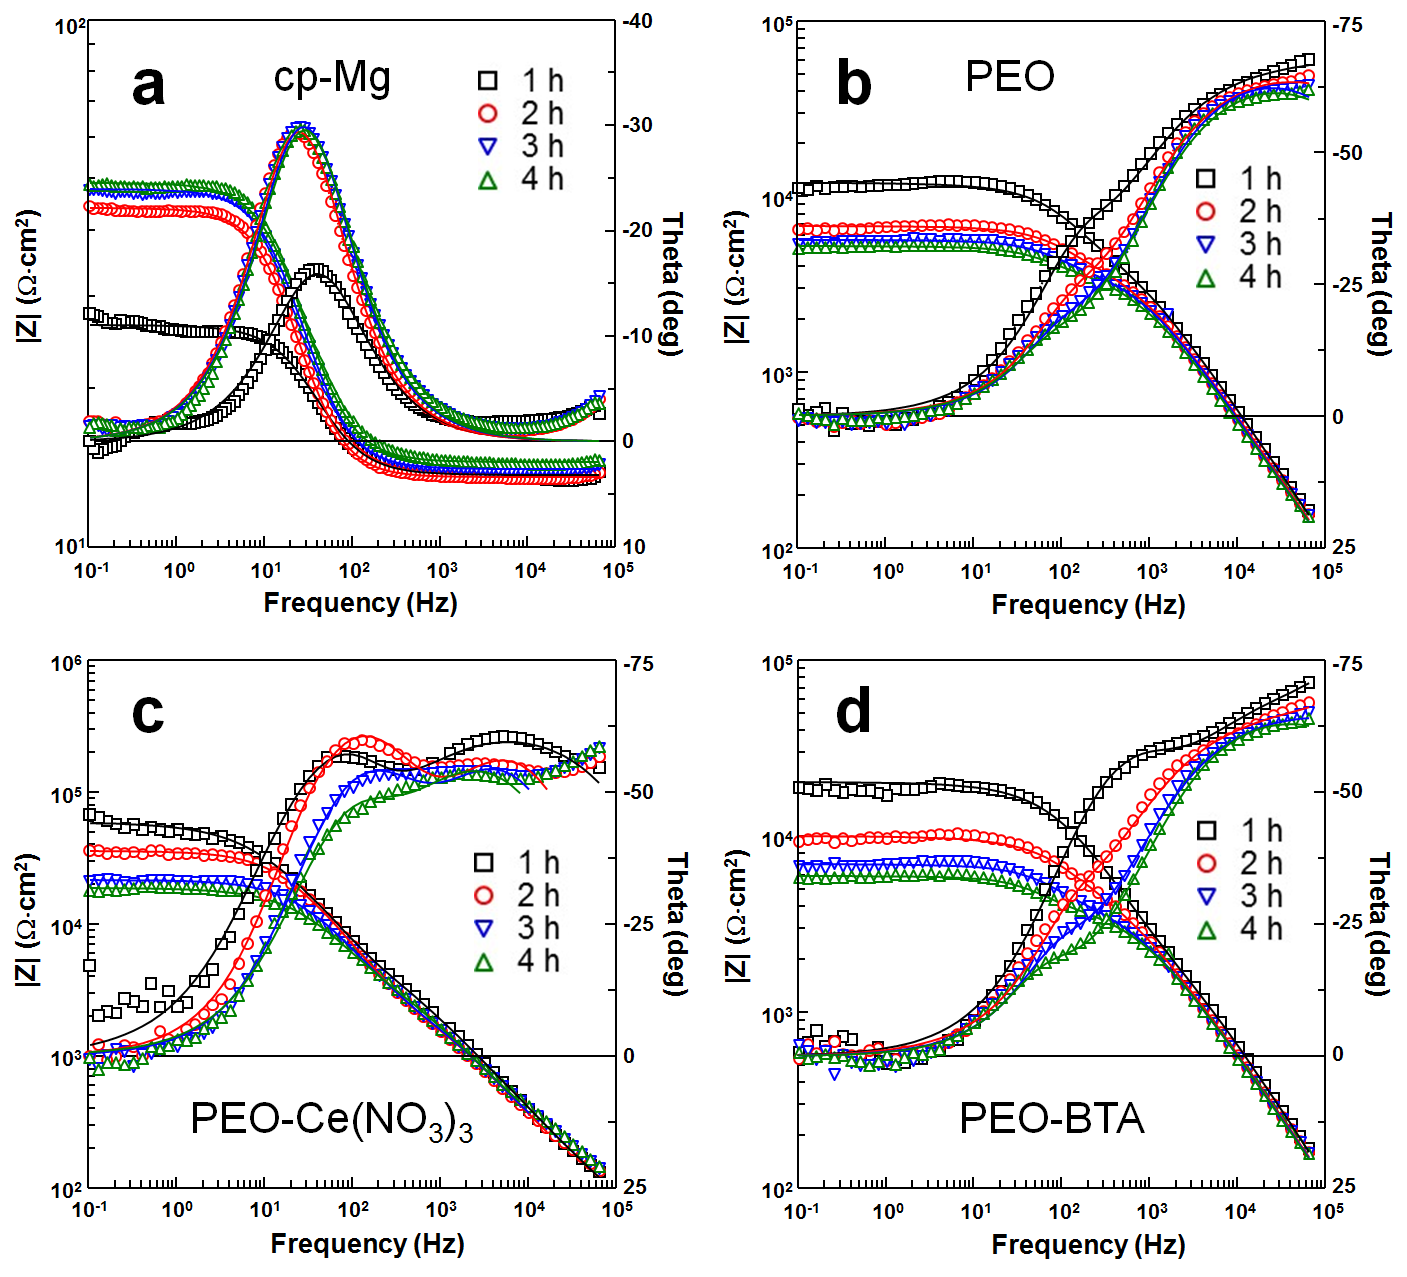 a
cp-Mg
1 h
2 h
3 h
4 h
10²
10¹
-40
-30
-20
-10
0
10
|Z| (Ω·cm²)
Theta (deg)
10⁻¹ 10⁰ 10¹ 10² 10³ 10⁴ 10⁵
Frequency (Hz)
b
PEO
1 h
2 h
3 h
4 h
10⁵
10⁴
10³
10²
-75
-50
-25
0
25
|Z| (Ω·cm²)
Theta (deg)
10⁻¹ 10⁰ 10¹ 10² 10³ 10⁴ 10⁵
Frequency (Hz)
c
PEO-Ce(NO₃)₃
1 h
2 h
3 h
4 h
10⁶
10⁵
10⁴
10³
10²
-75
-50
-25
0
25
|Z| (Ω·cm²)
Theta (deg)
10⁻¹ 10⁰ 10¹ 10² 10³ 10⁴ 10⁵
Frequency (Hz)
d
PEO-BTA
1 h
2 h
3 h
4 h
10⁵
10⁴
10³
10²
-75
-50
-25
0
25
|Z| (Ω·cm²)
Theta (deg)
10⁻¹ 10⁰ 10¹ 10² 10³ 10⁴ 10⁵
Frequency (Hz)